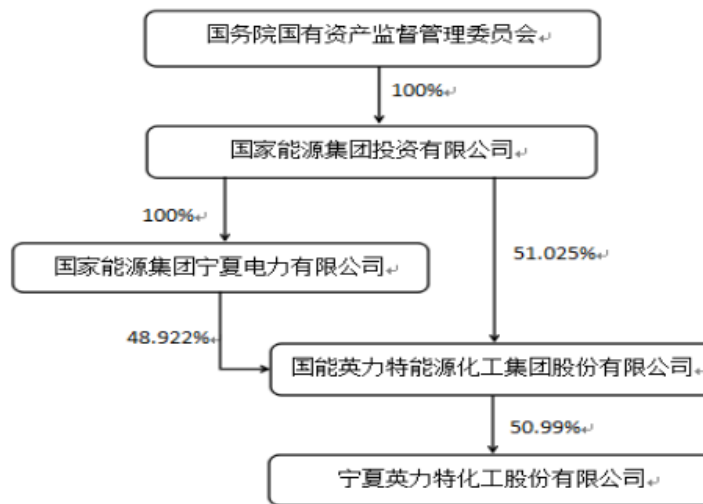 国务院国有资产监督管理委员会↵
100%↵
国家能源集团投资有限公司↵
100%↵
51.025%↵
国家能源集团宁夏电力有限公司↵
48.922%↵
国能英力特能源化工集团股份有限公司↵
50.99%↵
宁夏英力特化工股份有限公司↵